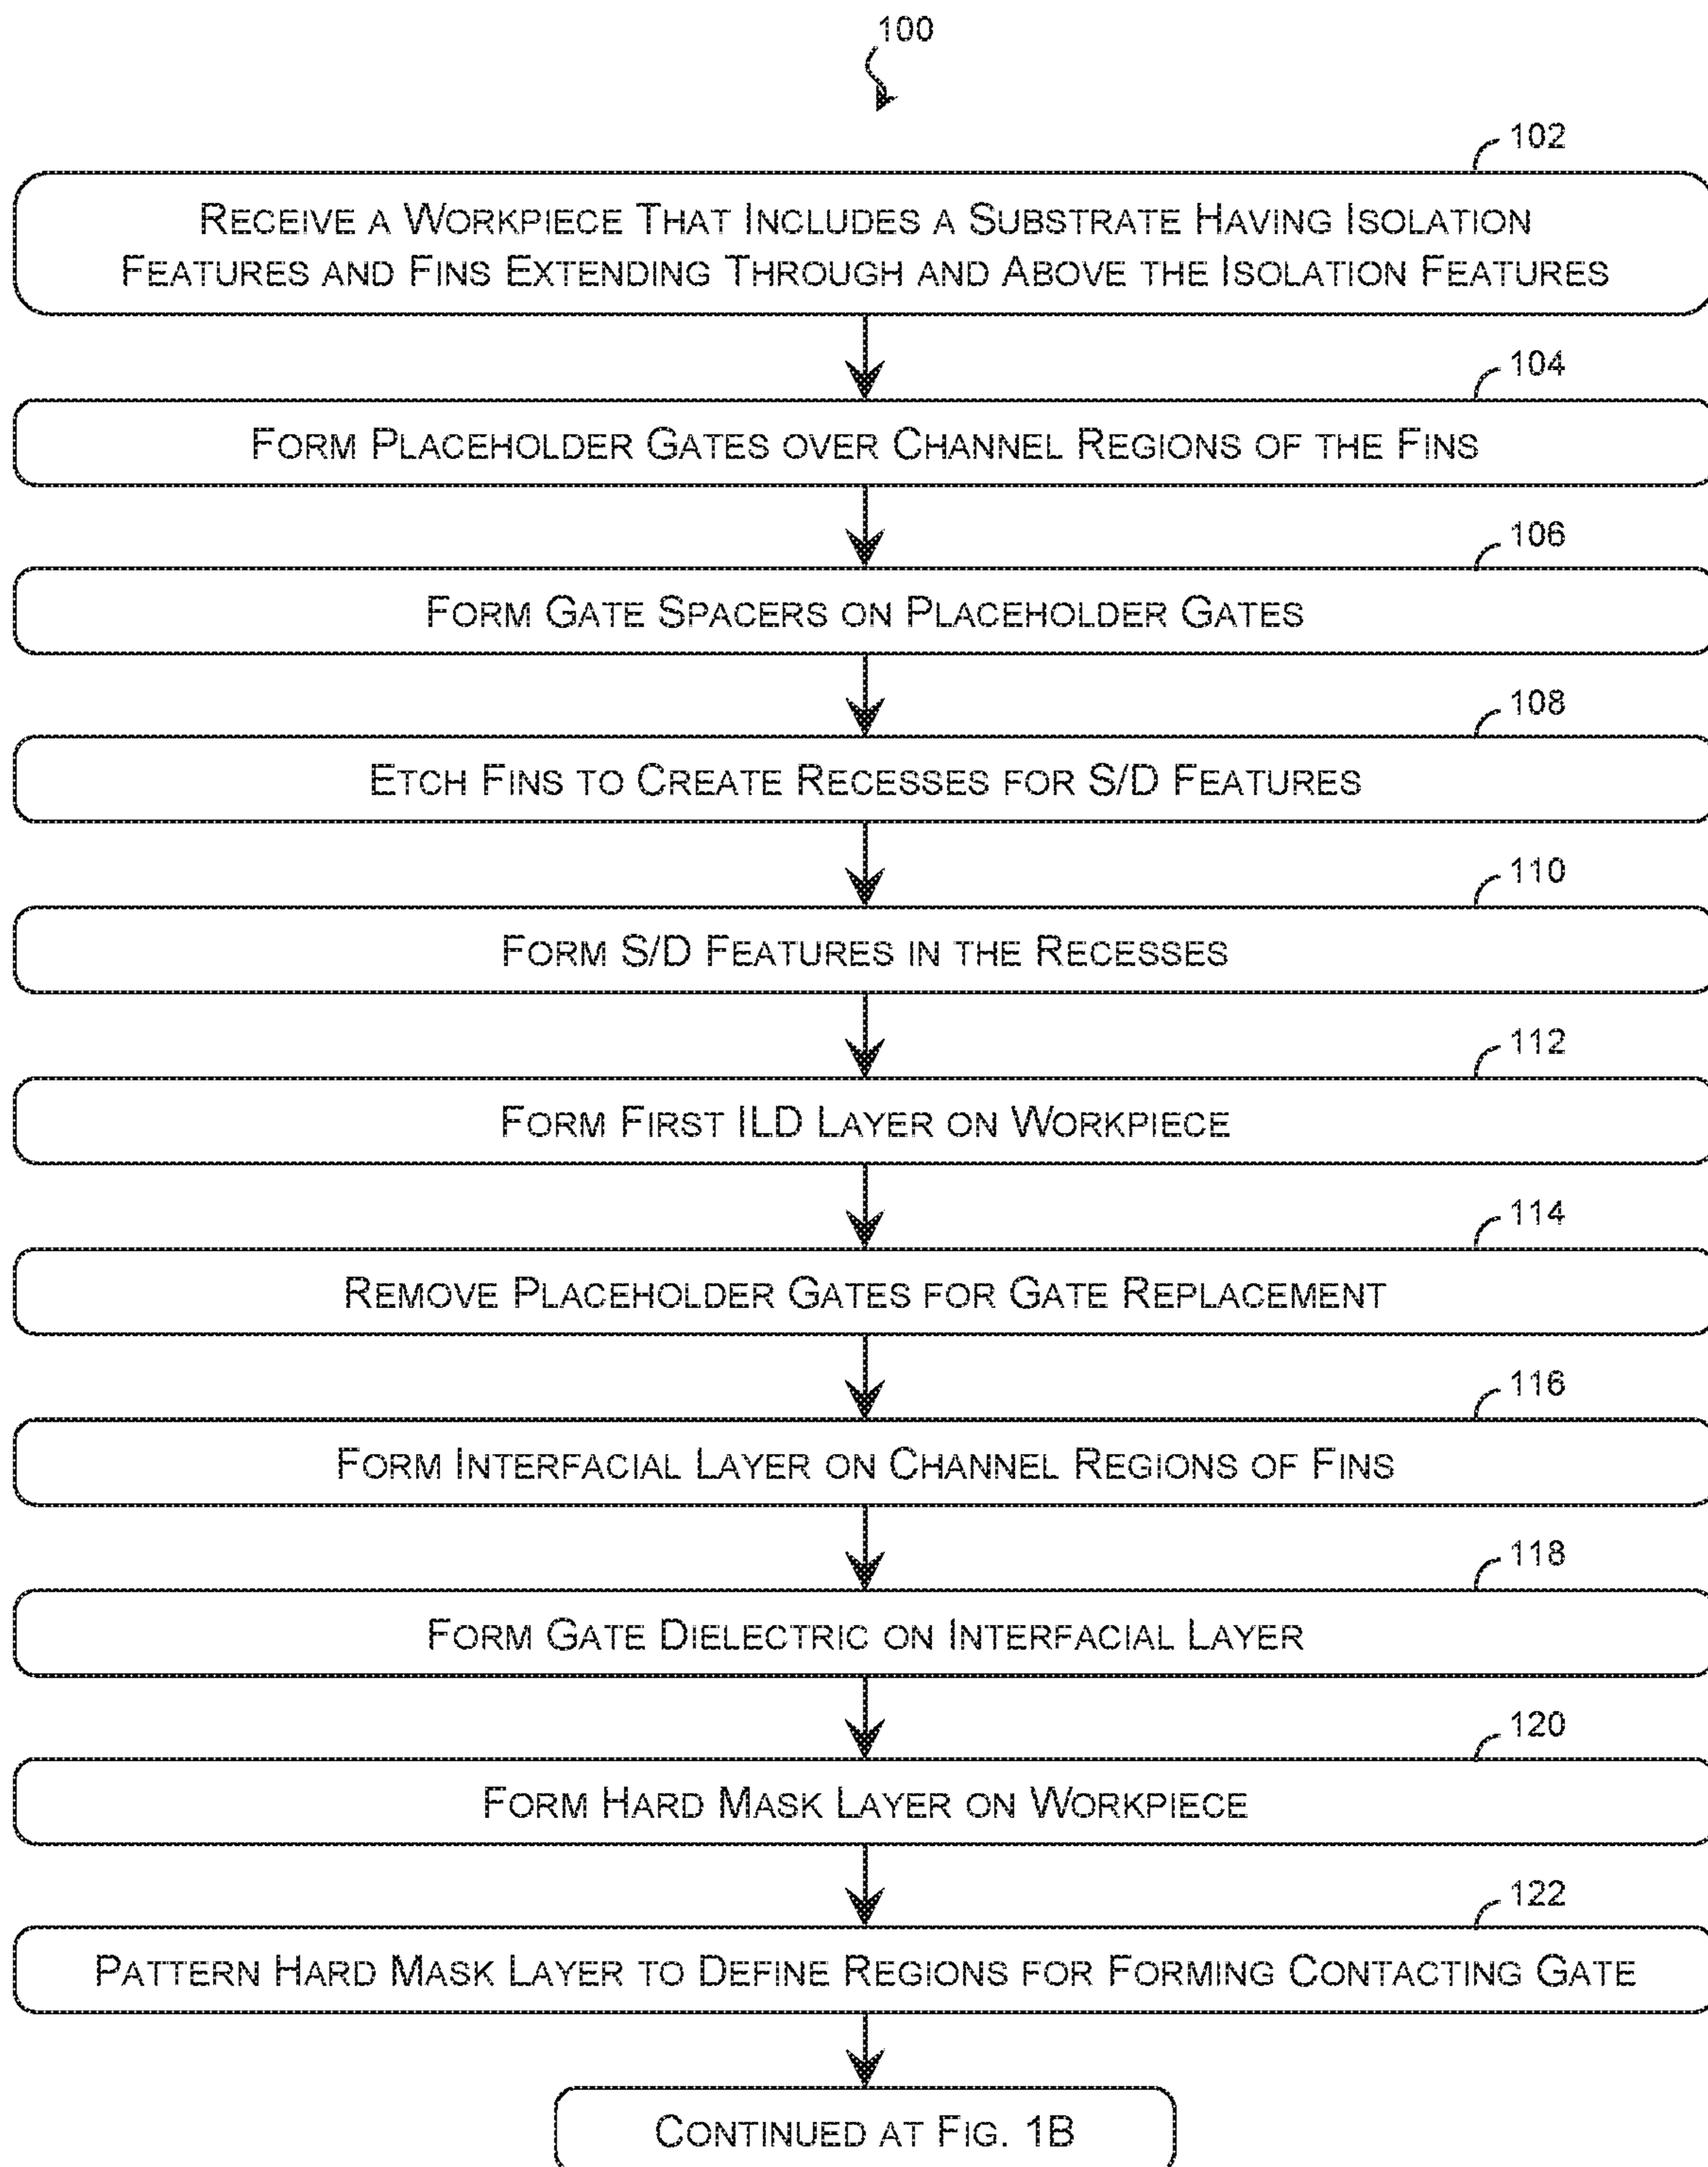 100
102
Receive a Workpiece That Includes a Substrate Having Isolation
Features and Fins Extending Through and Above the Isolation Features
104
Form Placeholder Gates over Channel Regions of the Fins
106
Form Gate Spacers on Placeholder Gates
108
Etch Fins to Create Recesses for S/D Features
110
Form S/D Features in the Recesses
112
Form First ILD Layer on Workpiece
114
Remove Placeholder Gates for Gate Replacement
116
Form Interfacial Layer on Channel Regions of Fins
118
Form Gate Dielectric on Interfacial Layer
120
Form Hard Mask Layer on Workpiece
122
Pattern Hard Mask Layer to Define Regions for Forming Contacting Gate
Continued at Fig. 1B